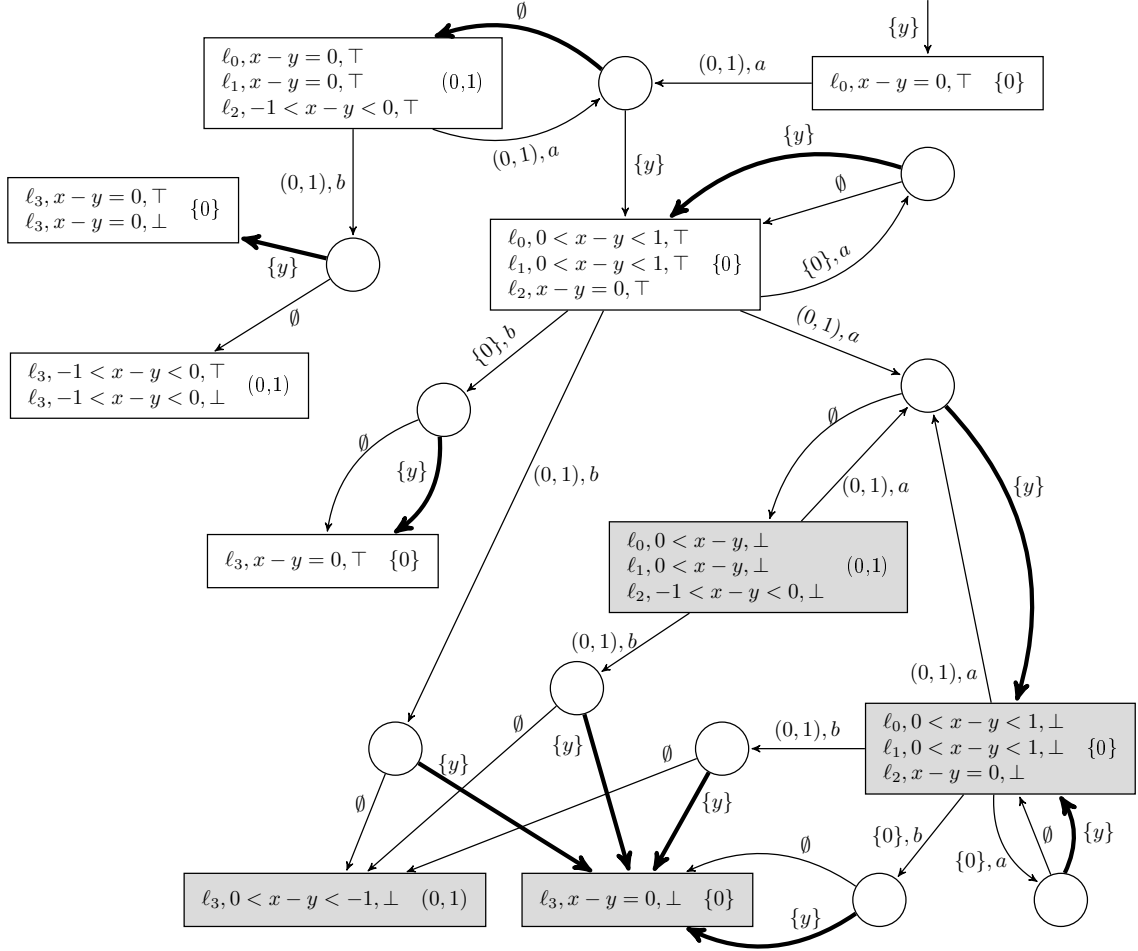 ∅
{y}
ℓ₀, x − y = 0, ⊤
ℓ₁, x − y = 0, ⊤ (0,1)
ℓ₂, −1 < x − y < 0, ⊤
(0, 1), a
ℓ₀, x − y = 0, ⊤ {0}
(0, 1), a
{y}
{y}
(0, 1), b
∅
ℓ₃, x − y = 0, ⊤
ℓ₃, x − y = 0, ⊥ {0}
{y}
ℓ₀, 0 < x − y < 1, ⊤
ℓ₁, 0 < x − y < 1, ⊤ {0}
ℓ₂, x − y = 0, ⊤
{0}, a
∅
{0}, b
(0, 1), a
ℓ₃, −1 < x − y < 0, ⊤
ℓ₃, −1 < x − y < 0, ⊥ (0,1)
∅
{y}
∅
(0, 1), b
(0, 1), a
{y}
ℓ₃, x − y = 0, ⊤ {0}
ℓ₀, 0 < x − y, ⊥
ℓ₁, 0 < x − y, ⊥ (0,1)
ℓ₂, −1 < x − y < 0, ⊥
(0, 1), b
(0, 1), a
∅
{y}
(0, 1), b
ℓ₀, 0 < x − y < 1, ⊥
ℓ₁, 0 < x − y < 1, ⊥ {0}
ℓ₂, x − y = 0, ⊥
{y}
∅
∅
{y}
{0}, b
{0}, a
∅
{y}
∅
ℓ₃, 0 < x − y < −1, ⊥ (0, 1)
ℓ₃, x − y = 0, ⊥ {0}
{y}